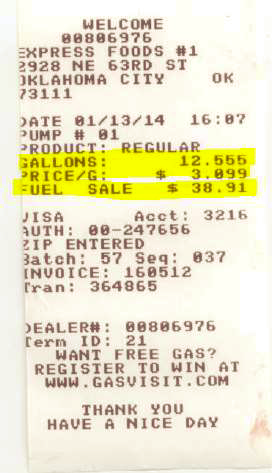 WELCOME
00806976
EXPRESS FOODS #1
2928 NE 63RD ST
OKLAHOMA CITY OK
73111
DATE 01/13/14 16:07
PUMP # 01
PRODUCT: REGULAR
GALLONS: 12.555
PRICE/G: $ 3.099
FUEL SALE $ 38.91
VISA Acct: 3216
AUTH: 00-247656
ZIP ENTERED
Batch: 57 Seq: 037
INVOICE: 160512
Tran: 364865
DEALER#: 00806976
Term ID: 21
WANT FREE GAS?
REGISTER TO WIN AT
WWW.GASVISIT.COM
THANK YOU
HAVE A NICE DAY